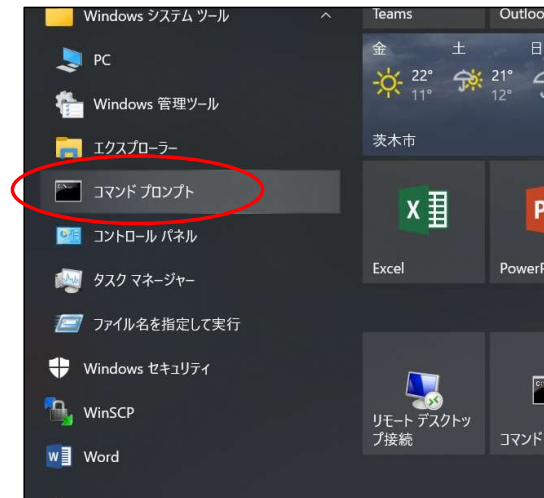 Windows システム ツール
PC
Windows 管理ツール
エクスプローラー
コマンド プロンプト
コントロール パネル
タスク マネージャー
ファイル名を指定して実行
Windows セキュリティ
WinSCP
Word
Teams
Outloo
金 土 日
22° 21°
11° 12°
茨木市
Excel
PowerP
リモート デスクトッ
プ接続
コマンド